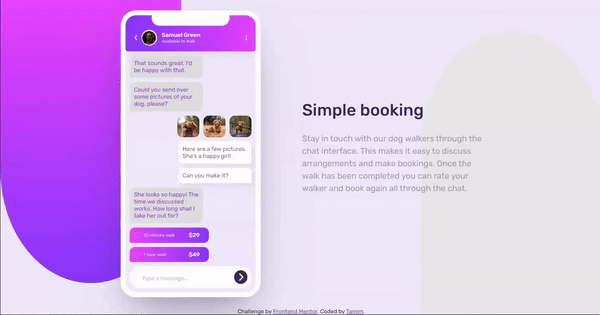 Samuel Green
Available to Walk
That sounds great. I'd
be happy with that.
Could you send over
some pictures of your
dog, please?
Here are a few pictures.
She's a happy girl!
Can you make it?
She looks so happy! The
time we discussed
works. How long shall I
take her out for?
30 minute walk $29
1 hour walk $49
Type a message…
Simple booking
Stay in touch with our dog walkers through the
chat interface. This makes it easy to discuss
arrangements and make bookings. Once the
walk has been completed you can rate your
walker and book again all through the chat.
Challenge by Frontend Mentor. Coded by Tamim.